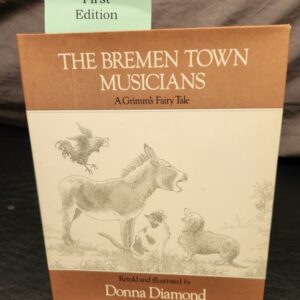 First
Edition
THE BREMEN TOWN
MUSICIANS
A Grimm's Fairy Tale
Retold and illustrated by
Donna Diamond